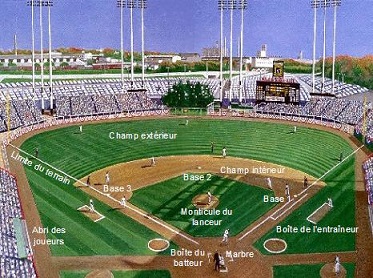 Champ extérieur
Limite du terrain
Champ intérieur
Base 3
Base 2
Base 1
Monticule du
lanceur
Abri des
joueurs
Boîte de l'entraîneur
Boîte du
batteur
Marbre